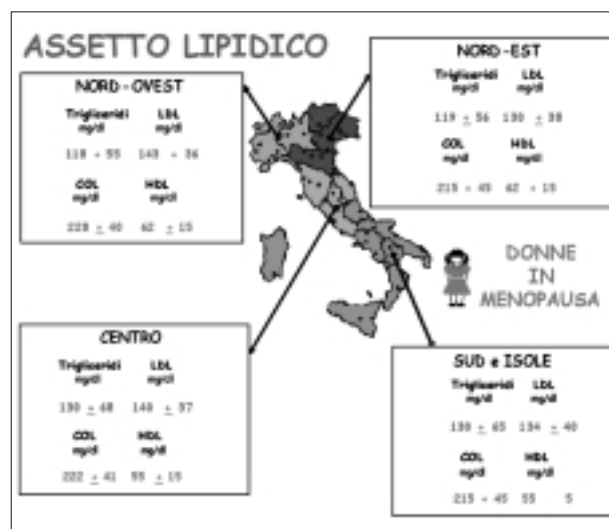 ASSETTO LIPIDICO
NORD-OVEST
Trigliceridi LDL
mg/dl mg/dl
118 + 55 143 + 36
COL HDL
mg/dl mg/dl
228 ± 40 62 ± 15
NORD-EST
Trigliceridi LDL
mg/dl mg/dl
119 ± 56 130 ± 38
COL HDL
mg/dl mg/dl
215 + 45 62 + 15
DONNE
IN
MENOPAUSA
CENTRO
Trigliceridi LDL
mg/dl mg/dl
130 ± 68 140 ± 37
COL HDL
mg/dl mg/dl
222 ± 41 55 ± 15
SUD e ISOLE
Trigliceridi LDL
mg/dl mg/dl
130 ± 65 134 ± 40
COL HDL
mg/dl mg/dl
215 + 45 55 5